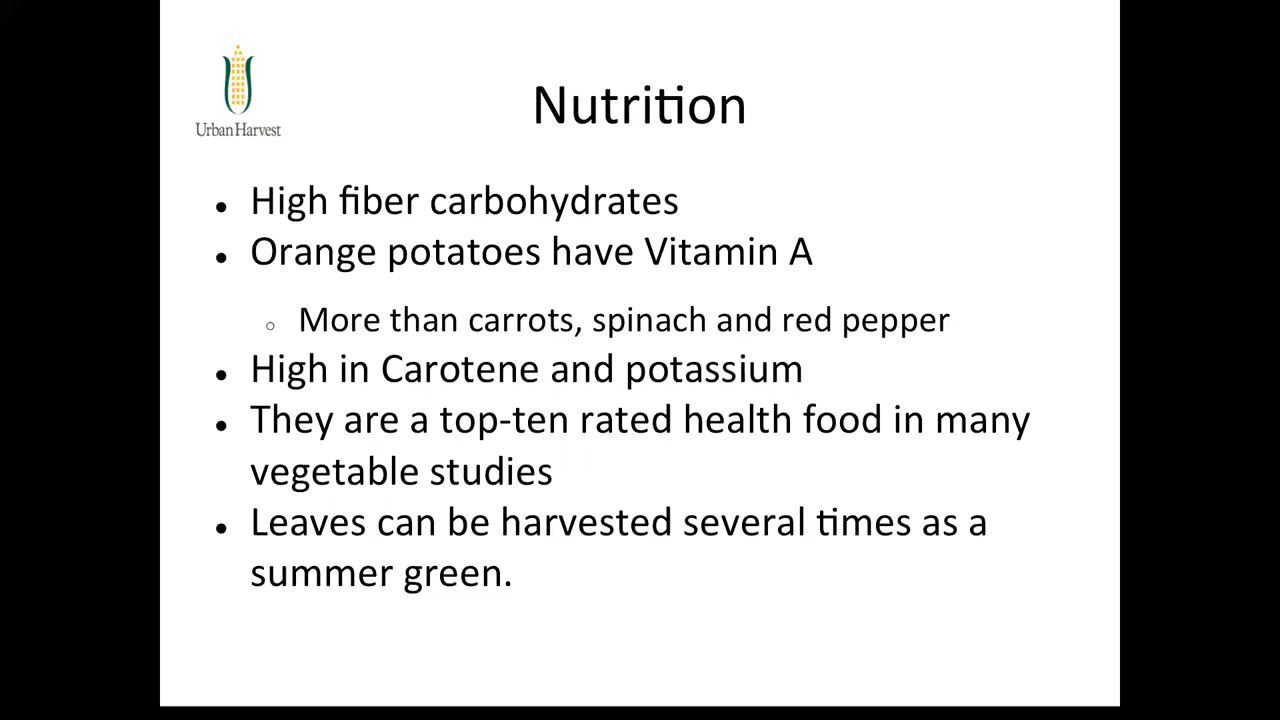 Urban Harvest
Nutrition
• High fiber carbohydrates
• Orange potatoes have Vitamin A
○ More than carrots, spinach and red pepper
• High in Carotene and potassium
• They are a top-ten rated health food in many
vegetable studies
• Leaves can be harvested several times as a
summer green.